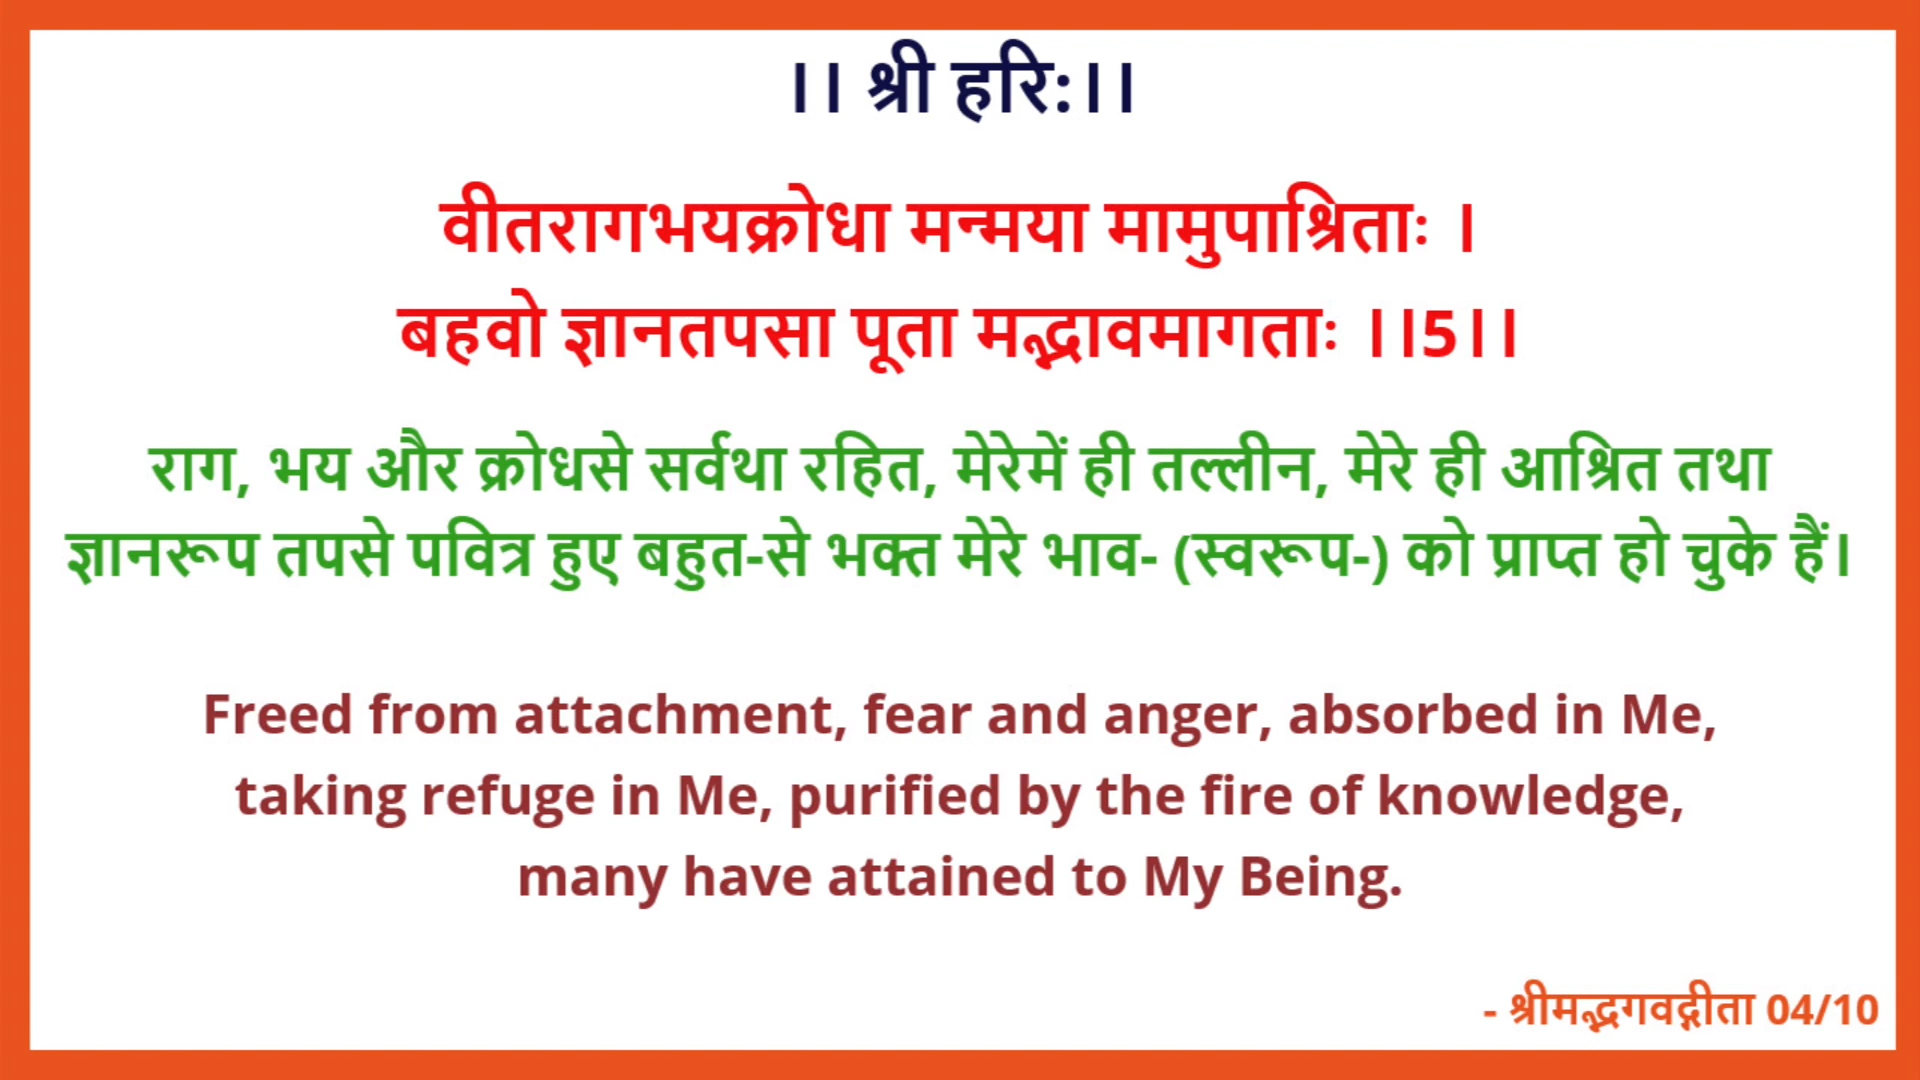 ।। श्री हरि:।।
वीतरागभयक्रोधा मन्मया मामुपाश्रिताः ।
बहवो ज्ञानतपसा पूता मद्भावमागताः ।।5।।
राग, भय और क्रोधसे सर्वथा रहित, मेरेमें ही तल्लीन, मेरे ही आश्रित तथा
ज्ञानरूप तपसे पवित्र हुए बहुत-से भक्त मेरे भाव- (स्वरूप-) को प्राप्त हो चुके हैं।
Freed from attachment, fear and anger, absorbed in Me,
taking refuge in Me, purified by the fire of knowledge,
many have attained to My Being.
- श्रीमद्भगवद्गीता 04/10